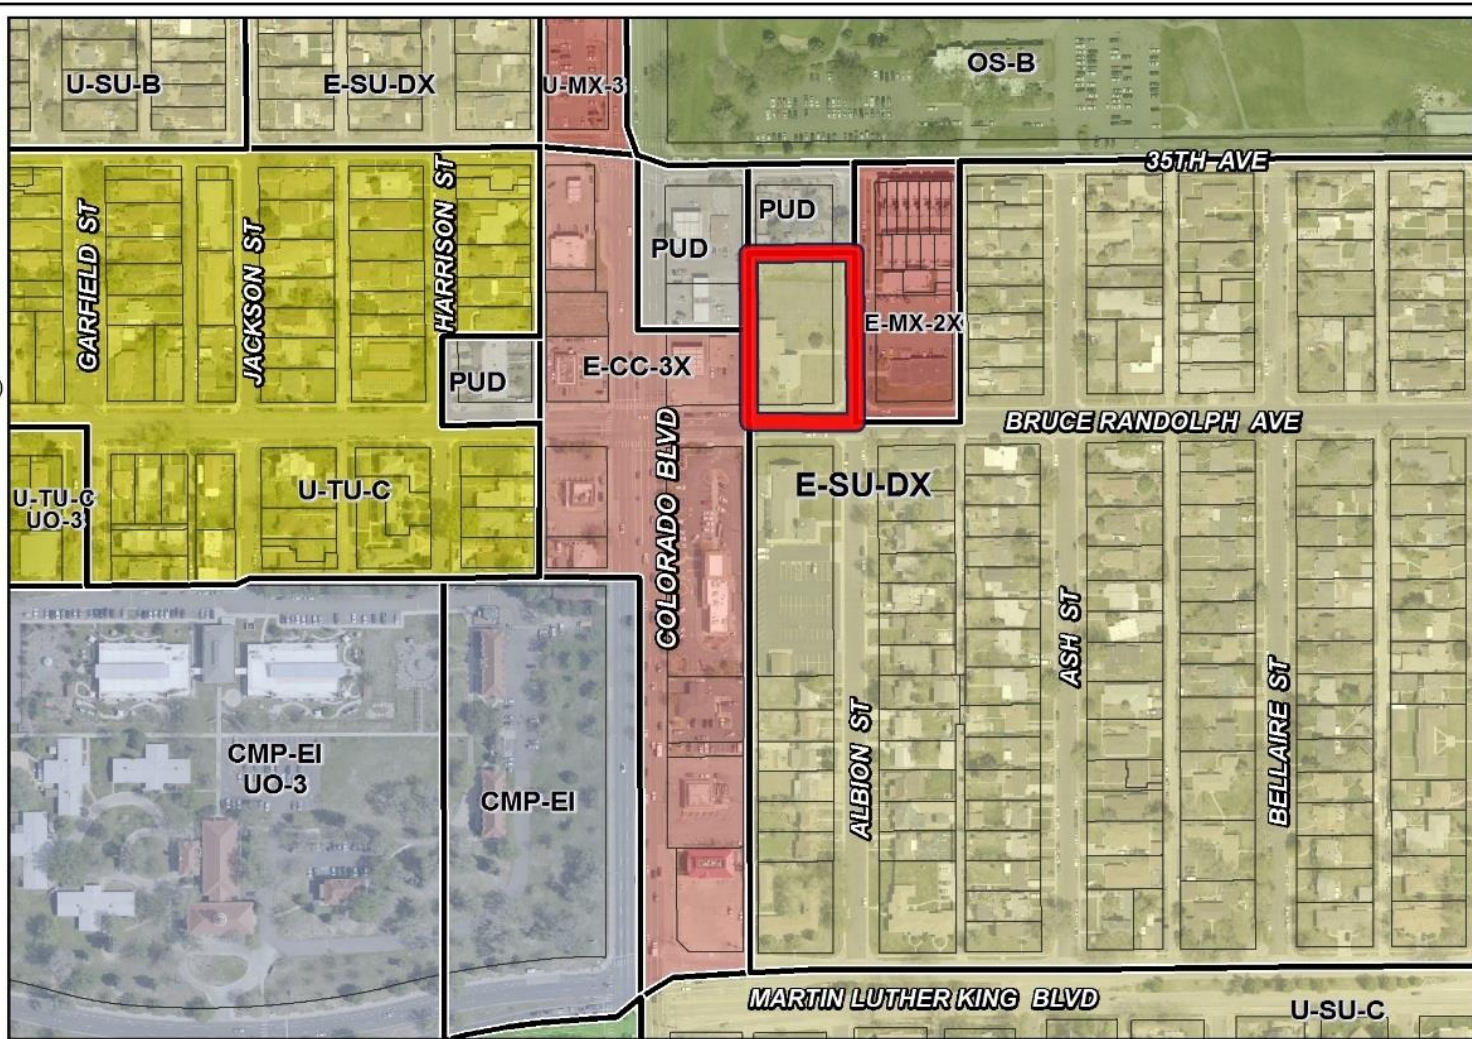 U-SU-B
E-SU-DX
U-MX-3
OS-B
35TH AVE
GARFIELD ST
JACKSON ST
HARRISON ST
PUD
PUD
E-MX-2X
PUD
E-CC-3X
BRUCE RANDOLPH AVE
COLORADO BLVD
U-TU-C
UO-3
U-TU-C
E-SU-DX
ASH ST
BELLAIRE ST
ALBION ST
CMP-EI
UO-3
CMP-EI
MARTIN LUTHER KING BLVD
U-SU-C